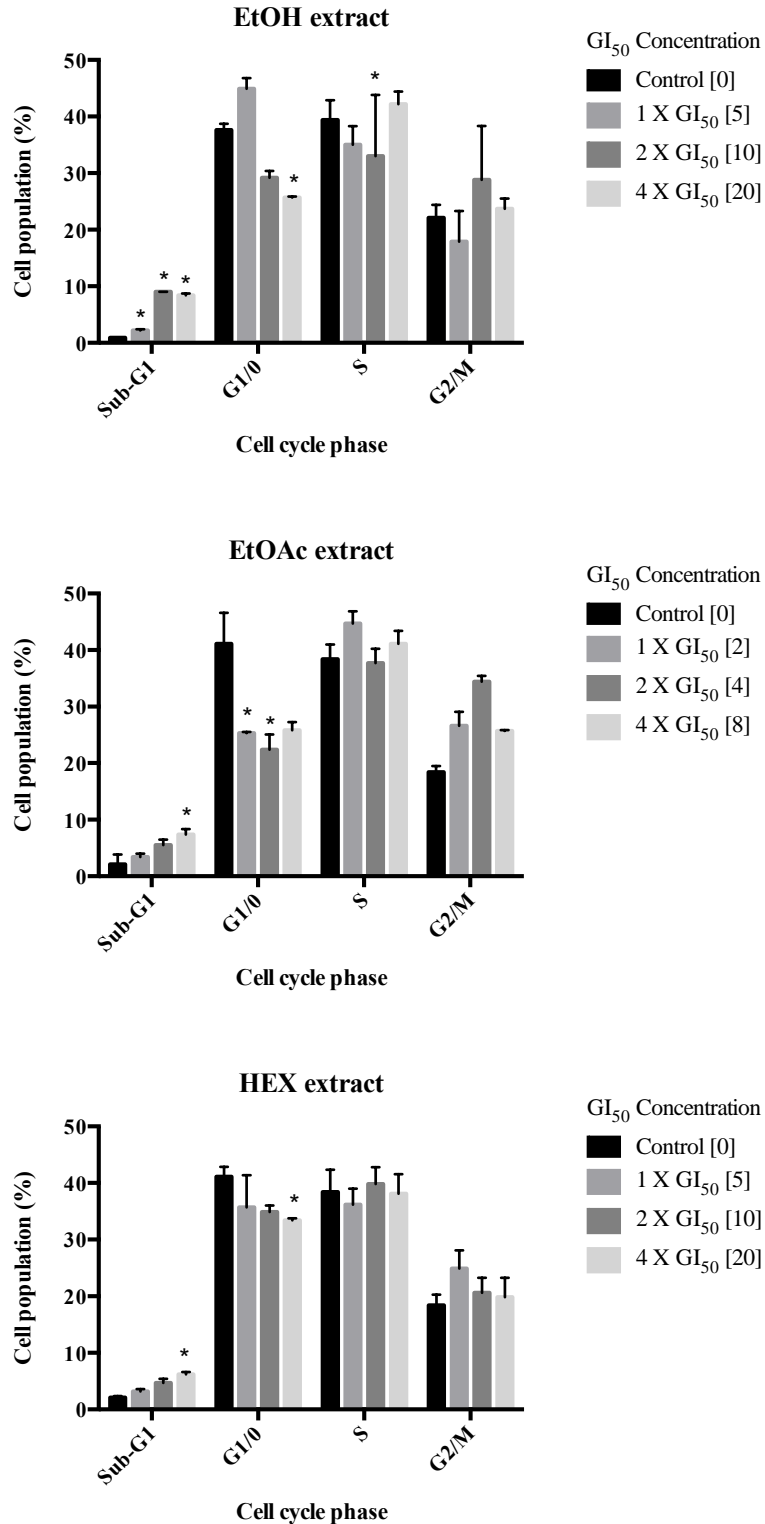 EtOH extract
GI50 Concentration
Control [0]
1 X GI50 [5]
2 X GI50 [10]
4 X GI50 [20]
Cell population (%)
50
40
30
20
10
0
*
*
*
*
*
Sub-G1
G1/0
S
G2/M
Cell cycle phase
EtOAc extract
GI50 Concentration
Control [0]
1 X GI50 [2]
2 X GI50 [4]
4 X GI50 [8]
Cell population (%)
50
40
30
20
10
0
*
*
*
Sub-G1
G1/0
S
G2/M
Cell cycle phase
HEX extract
GI50 Concentration
Control [0]
1 X GI50 [5]
2 X GI50 [10]
4 X GI50 [20]
Cell population (%)
50
40
30
20
10
0
*
*
Sub-G1
G1/0
S
G2/M
Cell cycle phase